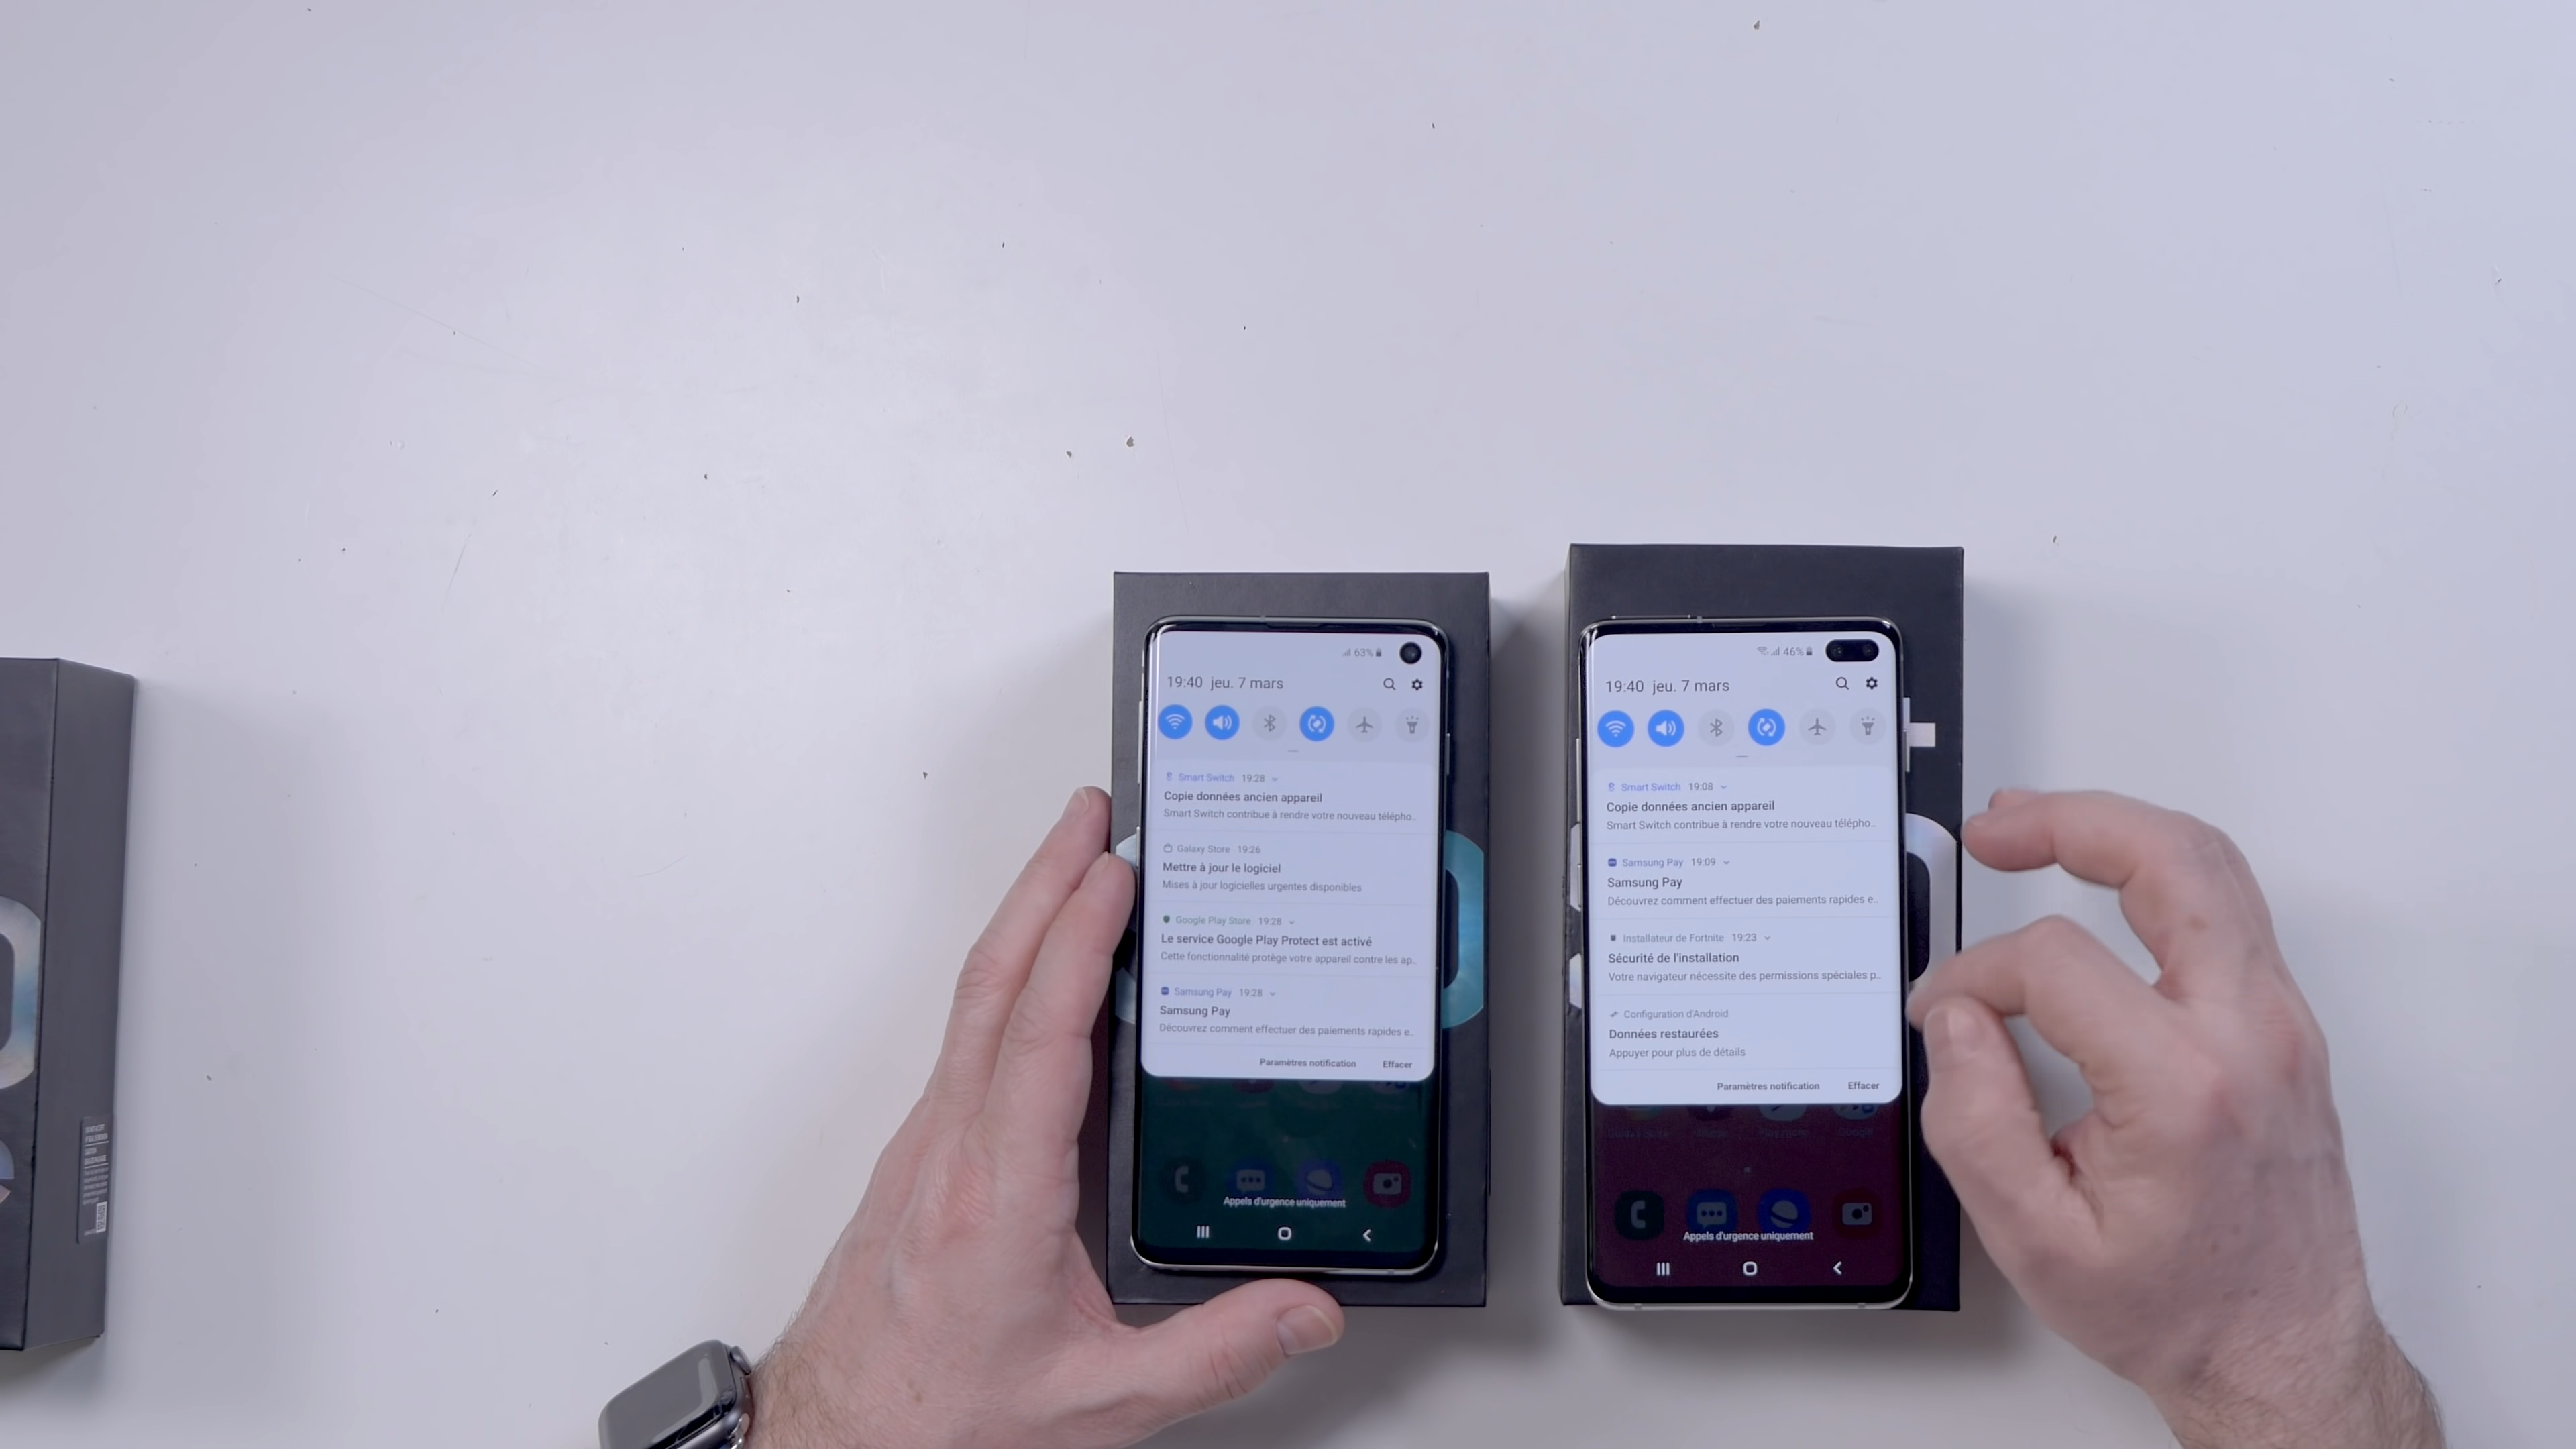 63%
19:40 jeu. 7 mars
Smart Switch 19:28
Copie données ancien appareil
Smart Switch contribue à rendre votre nouveau télépho..
Galaxy Store 19:26
Mettre à jour le logiciel
Mises à jour logicielles urgentes disponibles
Google Play Store 19:28
Le service Google Play Protect est activé
Cette fonctionnalité protège votre appareil contre les ap..
Samsung Pay 19:28
Samsung Pay
Découvrez comment effectuer des paiements rapides e..
Paramètres notification Effacer
Appels d'urgence uniquement
46%
19:40 jeu. 7 mars
Smart Switch 19:08
Copie données ancien appareil
Smart Switch contribue à rendre votre nouveau télépho..
Samsung Pay 19:09
Samsung Pay
Découvrez comment effectuer des paiements rapides e..
Installateur de Fortnite 19:23
Sécurité de l'installation
Votre navigateur nécessite des permissions spéciales p..
Configuration d'Android
Données restaurées
Appuyer pour plus de détails
Paramètres notification Effacer
Play Store Google
Appels d'urgence uniquement